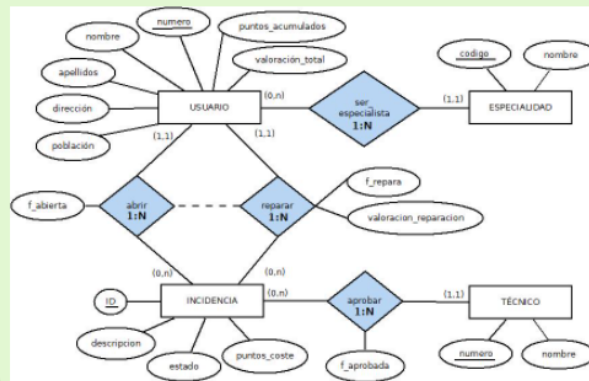 numero
puntos_acumulados
nombre
valoración_total
apellidos
dirección
población
USUARIO
(0,n)
(1,1)
(1,1)
ser_
especialista
1:N
codigo
nombre
(1,1)
ESPECIALIDAD
f_abierta
abrir
1:N
reparar
1:N
f_repara
valoracion_reparacion
(0,n)
(0,n)
(0,n)
ID
INCIDENCIA
descripcion
estado
puntos_coste
aprobar
1:N
f_aprobada
(1,1)
TÉCNICO
numero
nombre